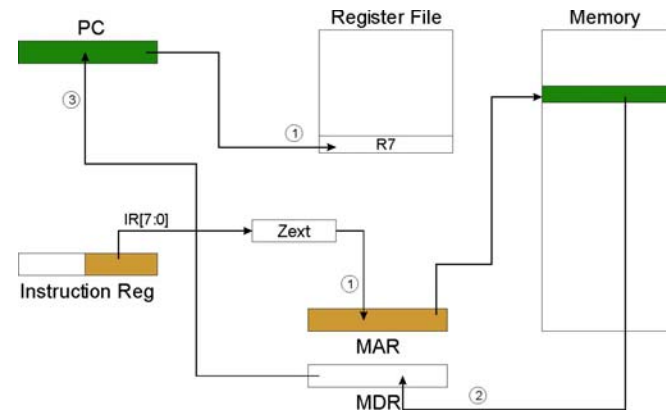 PC
Register File
Memory
③
①
R7
IR[7:0]
Zext
①
Instruction Reg
MAR
MDR
②